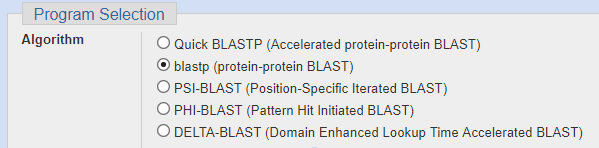 Program Selection
Algorithm
Quick BLASTP (Accelerated protein-protein BLAST)
blastp (protein-protein BLAST)
PSI-BLAST (Position-Specific Iterated BLAST)
PHI-BLAST (Pattern Hit Initiated BLAST)
DELTA-BLAST (Domain Enhanced Lookup Time Accelerated BLAST)